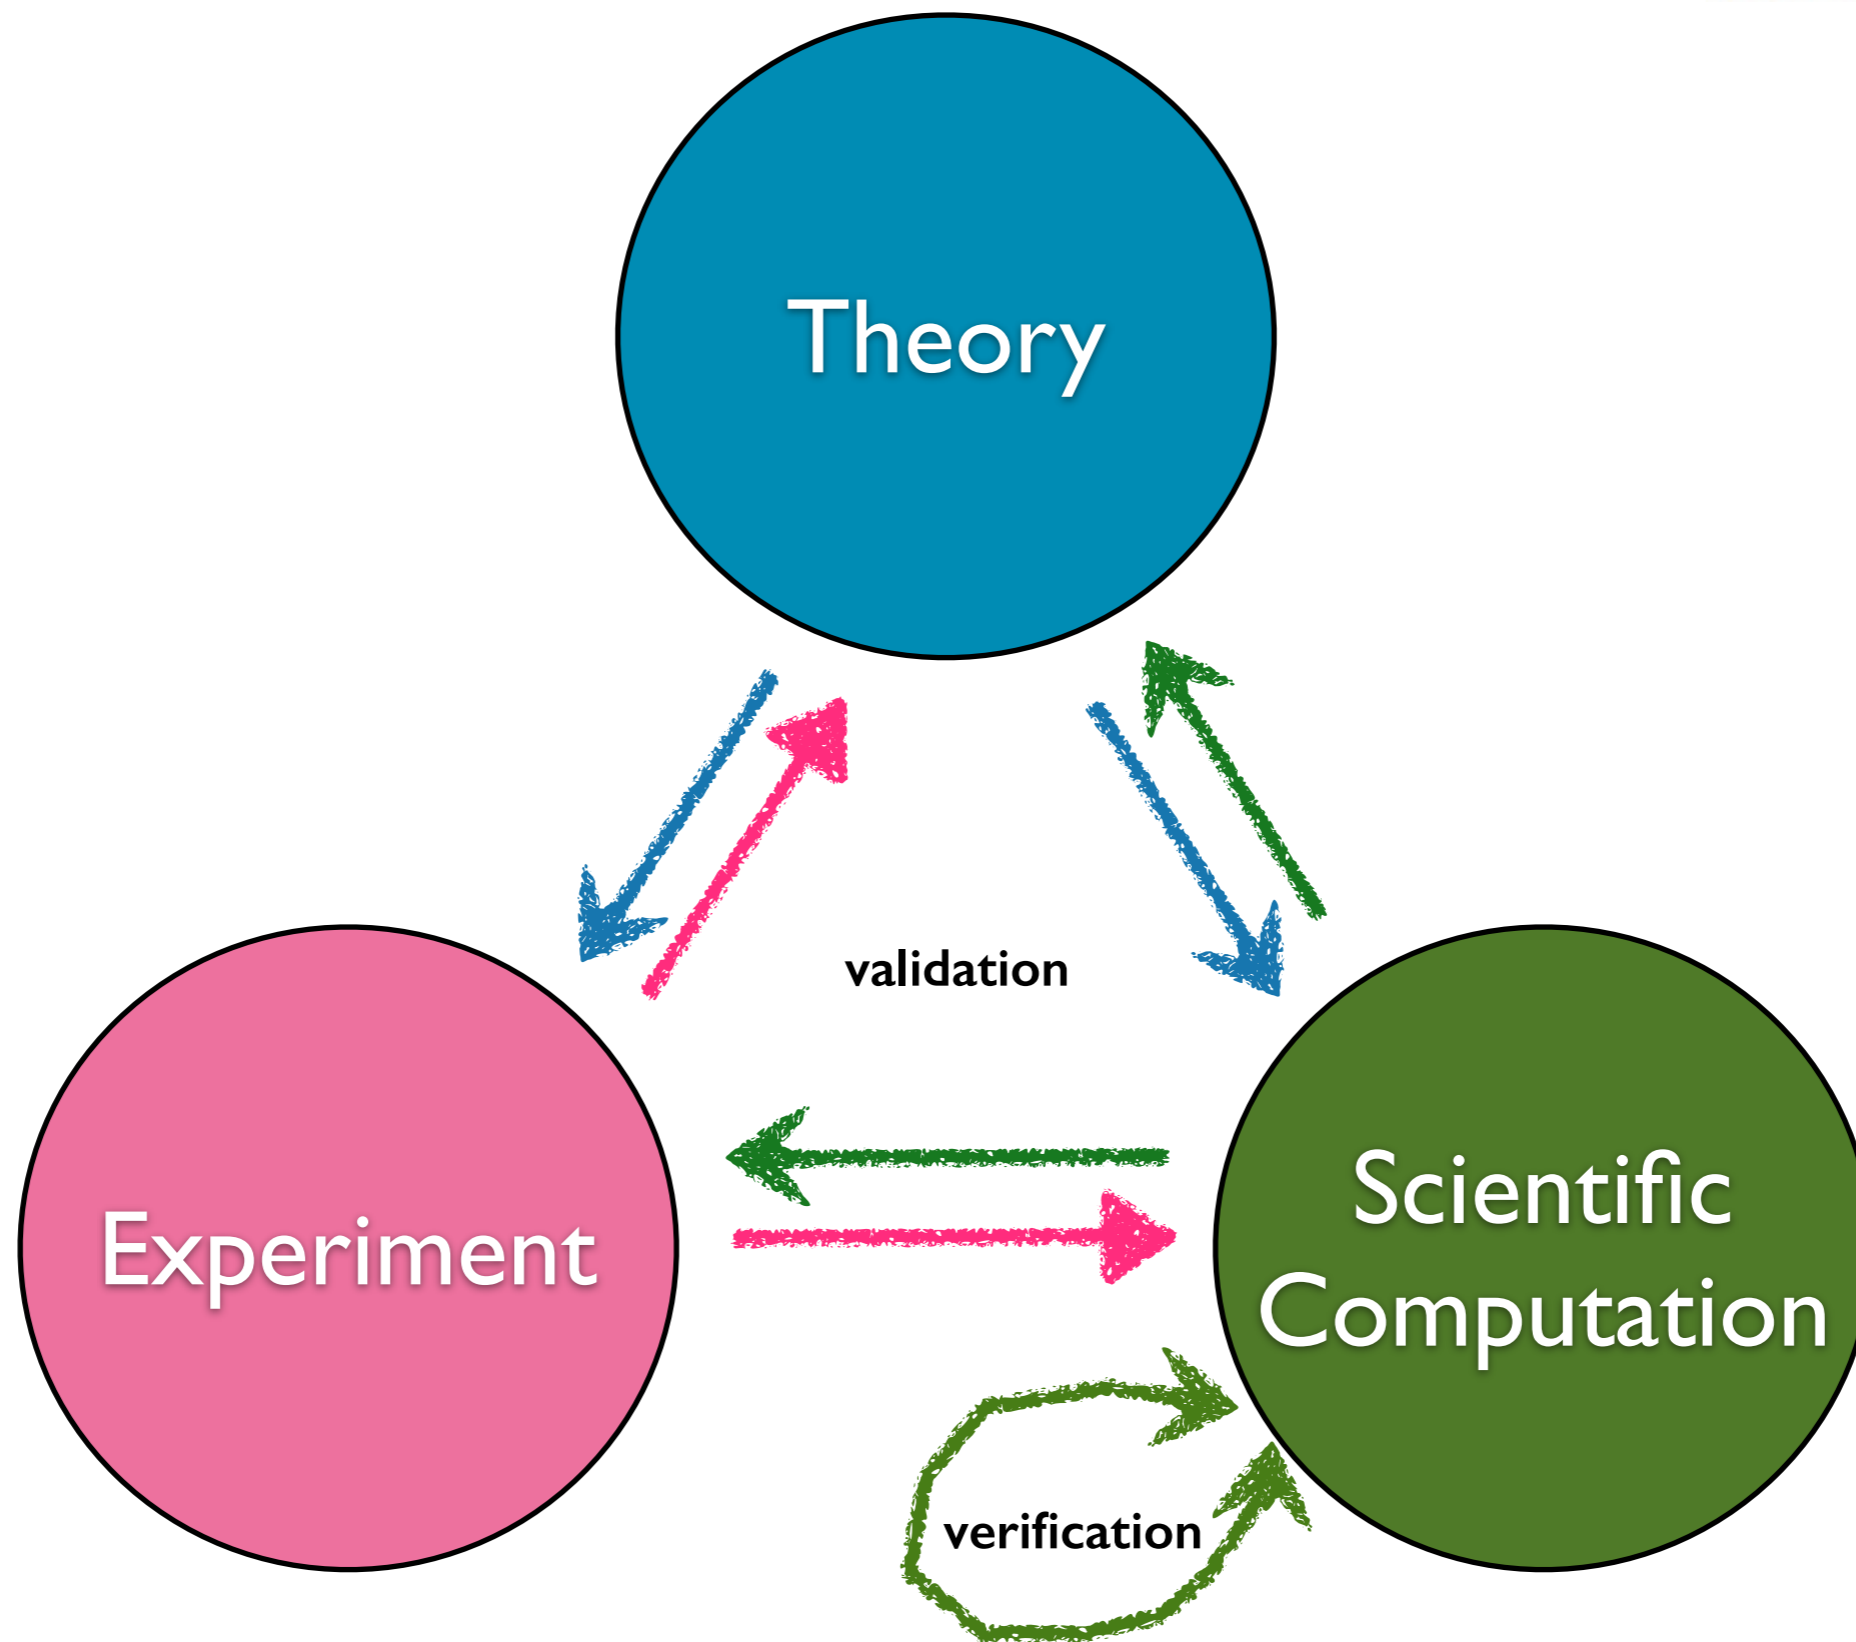 Theory
validation
Experiment
Scientific
Computation
verification